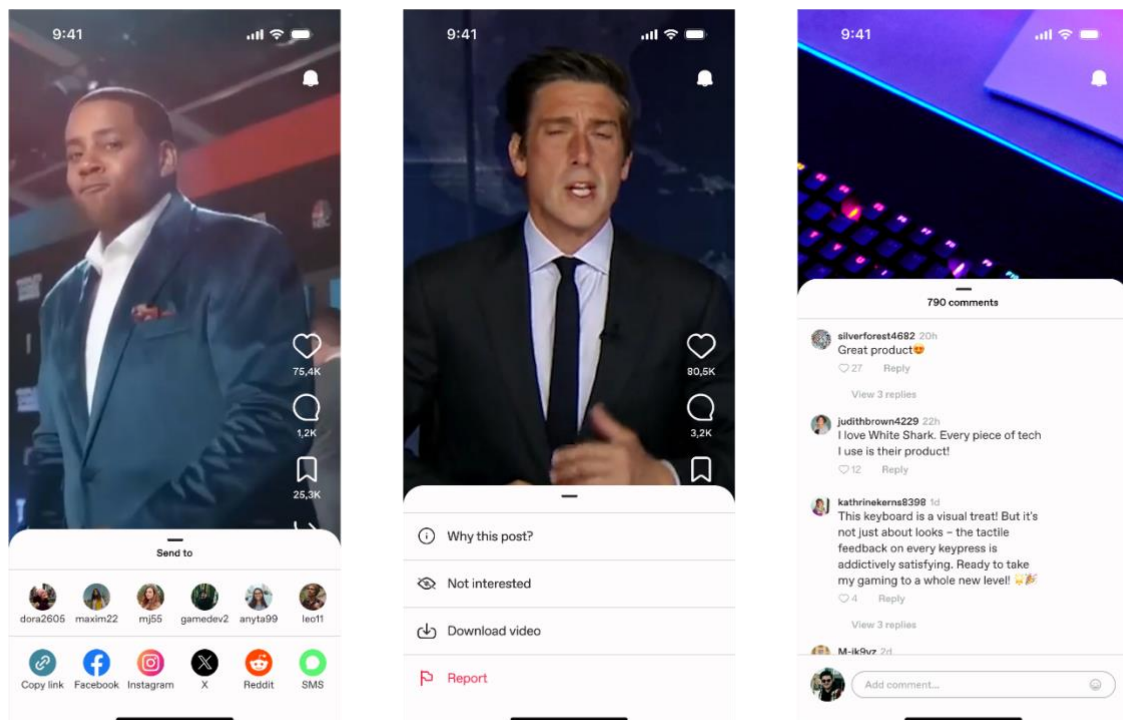 9:41
75,4K
1,2K
25,3K
Send to
dora2605 maxim22 mj55 gamedev2 anyta99 leo11
Copy link Facebook Instagram X Reddit SMS
9:41
80,5K
3,2K
Why this post?
Not interested
Download video
Report
9:41
790 comments
silverforest4682 20h
Great product😍
27 Reply
View 3 replies
judithbrown4229 22h
I love White Shark. Every piece of tech
I use is their product!
12 Reply
kathrinekerns8398 1d
This keyboard is a visual treat! But it's
not just about looks – the tactile
feedback on every keypress is
addictively satisfying. Ready to take
my gaming to a whole new level!
4 Reply
View 3 replies
M-ik9vz 2d
Add comment...